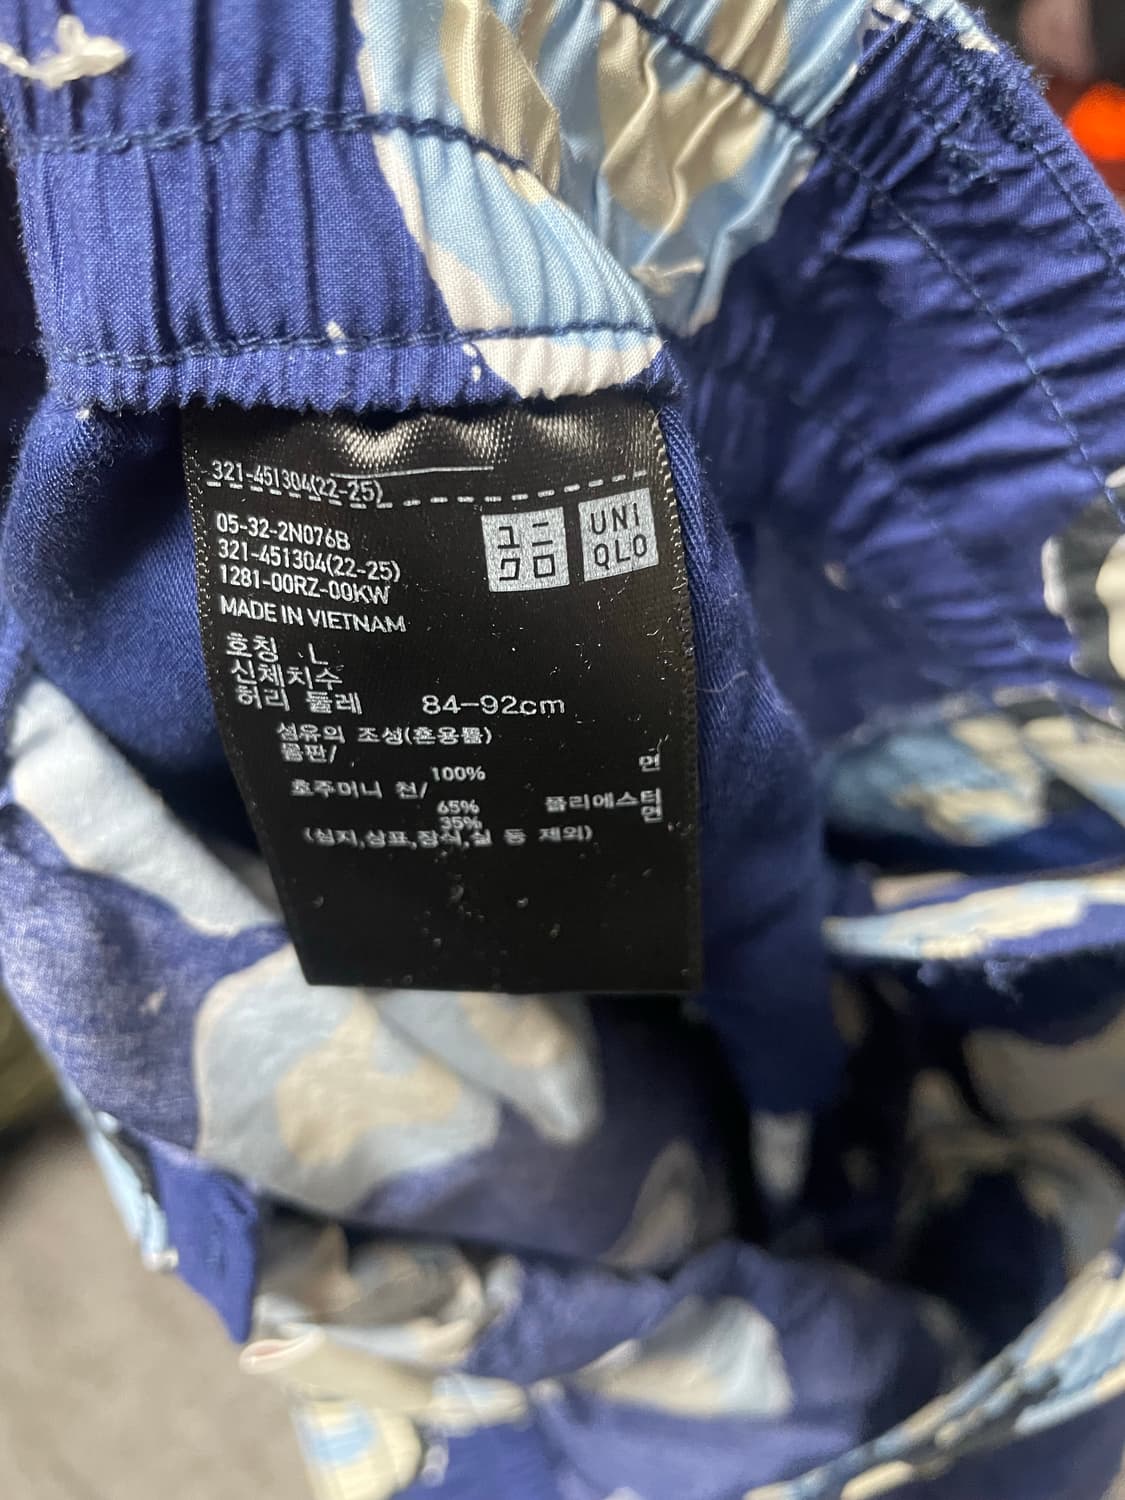 321-451304(22-25)
05-32-2N076B
321-451304(22-25)
1281-00RZ-00KW
MADE IN VIETNAM
ユニ
クロ
UNI
QLO
호칭 L
신체치수
허리 둘레 84-92cm
섬유의 조성(혼용률)
몸판/
100% 면
호주머니 천/
65% 폴리에스터
35% 면
(심지,상표,장식,실 등 제외)